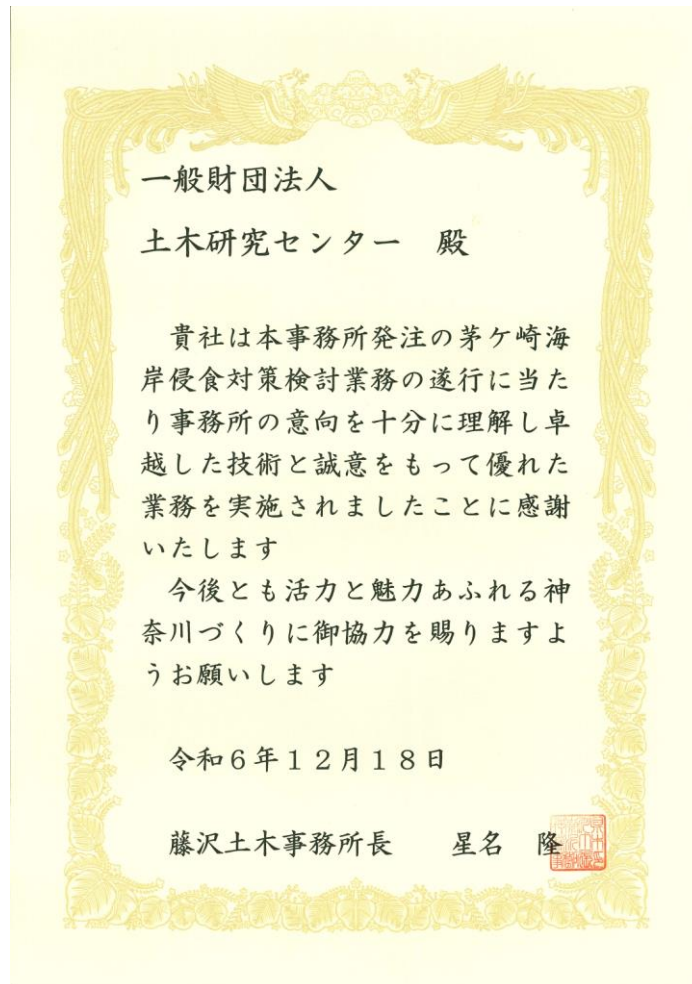 一般財団法人
土木研究センター　殿
　貴社は本事務所発注の茅ケ崎海
岸侵食対策検討業務の遂行に当た
り事務所の意向を十分に理解し卓
越した技術と誠意をもって優れた
業務を実施されましたことに感謝
いたします
　今後とも活力と魅力あふれる神
奈川づくりに御協力を賜りますよ
うお願いします
令和６年１２月１８日
藤沢土木事務所長　　星名　隆